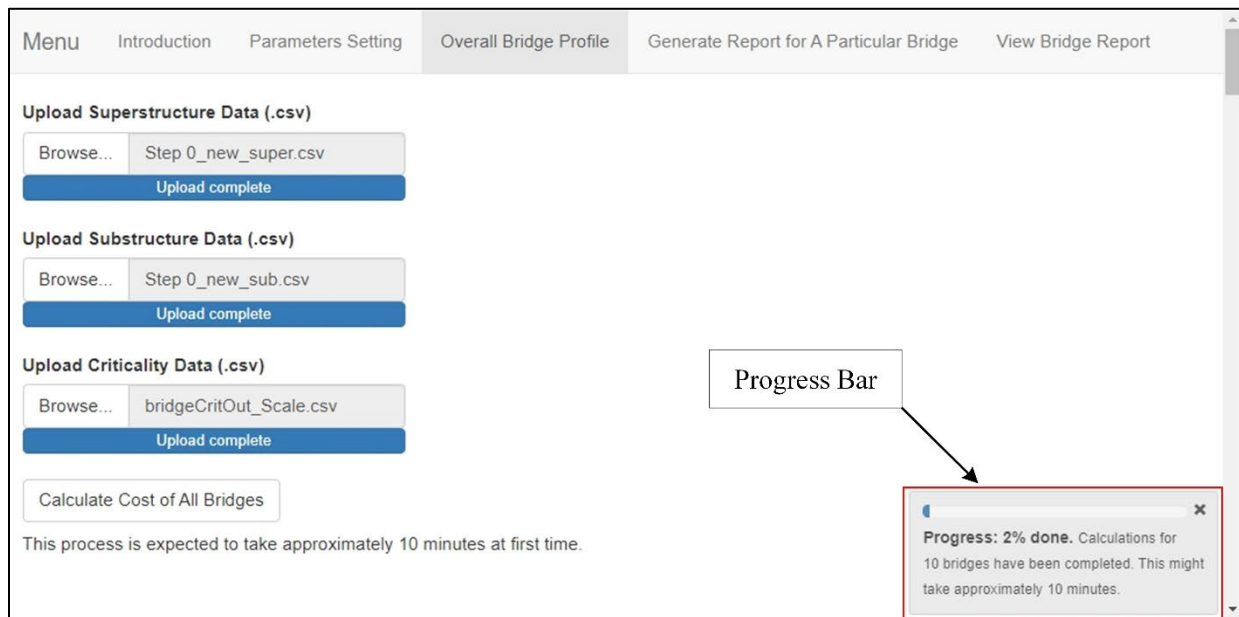 Menu Introduction Parameters Setting Overall Bridge Profile Generate Report for A Particular Bridge View Bridge Report
Upload Superstructure Data (.csv)
Browse... Step 0_new_super.csv
Upload complete
Upload Substructure Data (.csv)
Browse... Step 0_new_sub.csv
Upload complete
Upload Criticality Data (.csv)
Browse... bridgeCritOut_Scale.csv
Upload complete
Calculate Cost of All Bridges
This process is expected to take approximately 10 minutes at first time.
Progress Bar
Progress: 2% done. Calculations for
10 bridges have been completed. This might
take approximately 10 minutes.